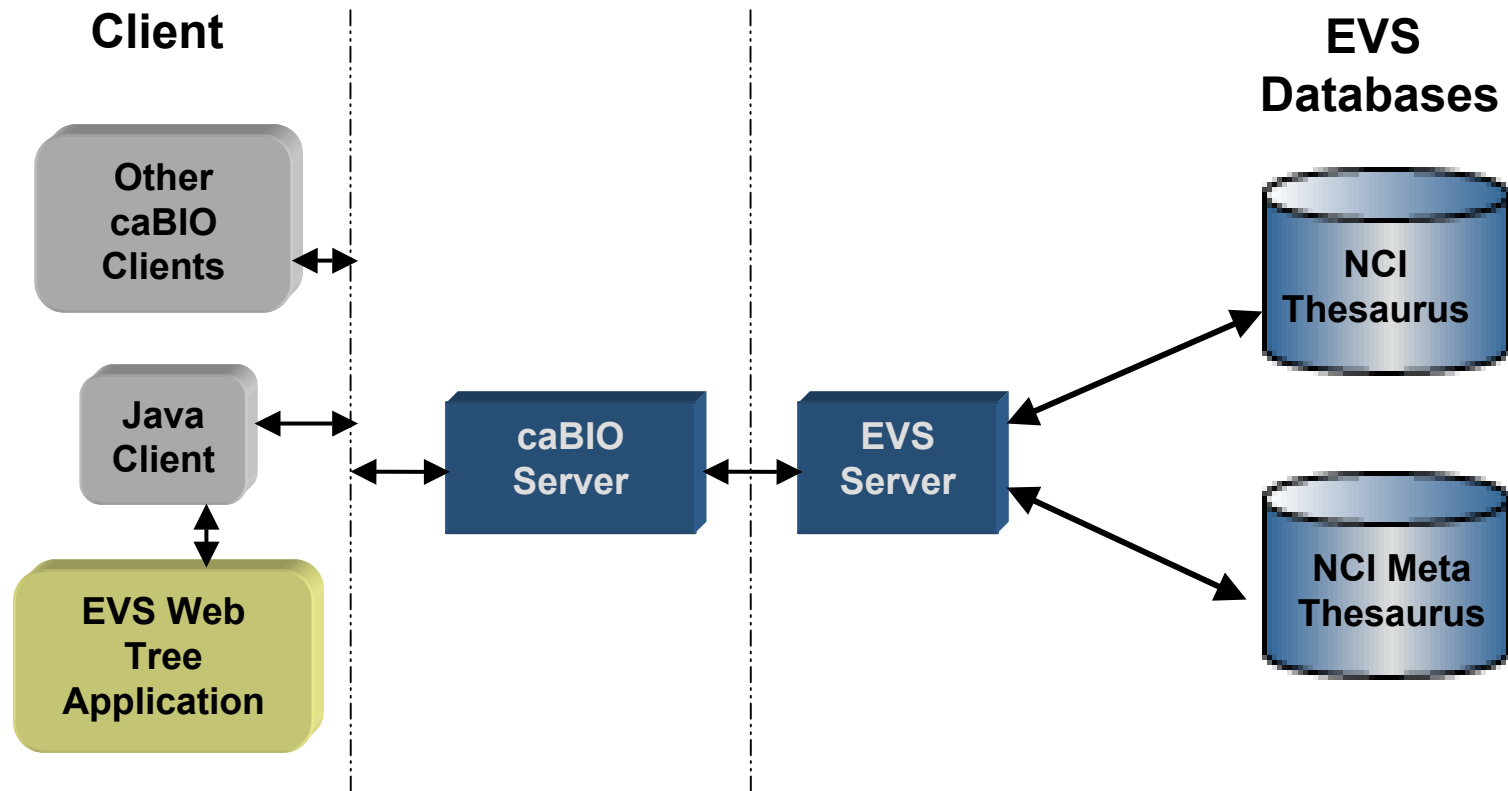 Client
EVS
Databases
Other
caBIO
Clients
NCI
Thesaurus
Java
Client
caBIO
Server
EVS
Server
EVS Web
Tree
Application
NCI Meta
Thesaurus